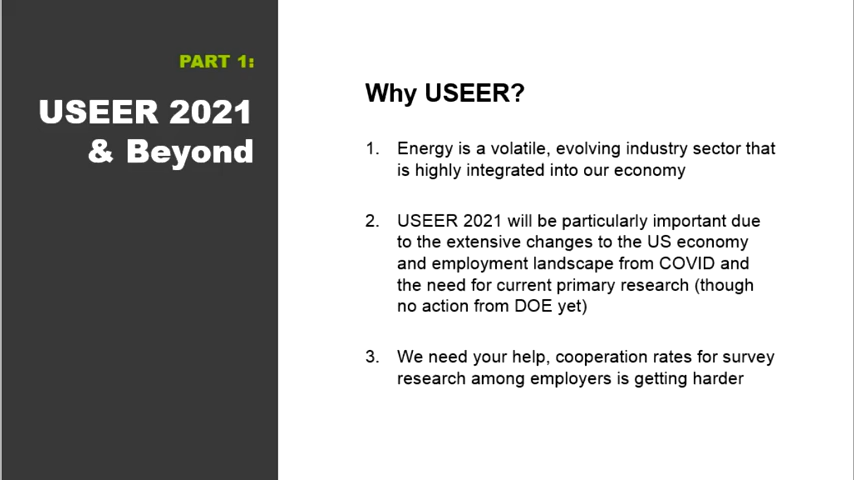 PART 1:
USEER 2021
& Beyond
Why USEER?
1. Energy is a volatile, evolving industry sector that
is highly integrated into our economy
2. USEER 2021 will be particularly important due
to the extensive changes to the US economy
and employment landscape from COVID and
the need for current primary research (though
no action from DOE yet)
3. We need your help, cooperation rates for survey
research among employers is getting harder